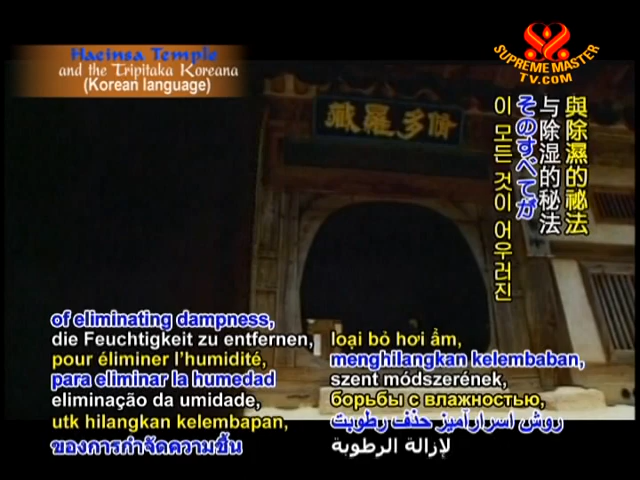 Haeinsa Temple
and the Tripitaka Koreana
(Korean language)
SUPREME MASTER
TV.COM
脩多羅藏
與除濕的祕法
与除湿的秘法
そのすべてが
이 모든 것이 어우러진
of eliminating dampness,
die Feuchtigkeit zu entfernen,
pour éliminer l'humidité,
para eliminar la humedad
eliminação da umidade,
utk hilangkan kelembapan,
ของการกำจัดความชื้น
loại bỏ hơi ẩm,
menghilangkan kelembaban,
szent módszerének,
борьбы с влажностью,
روش اسرارآمیز حذف رطوبت
لإزالة الرطوبة